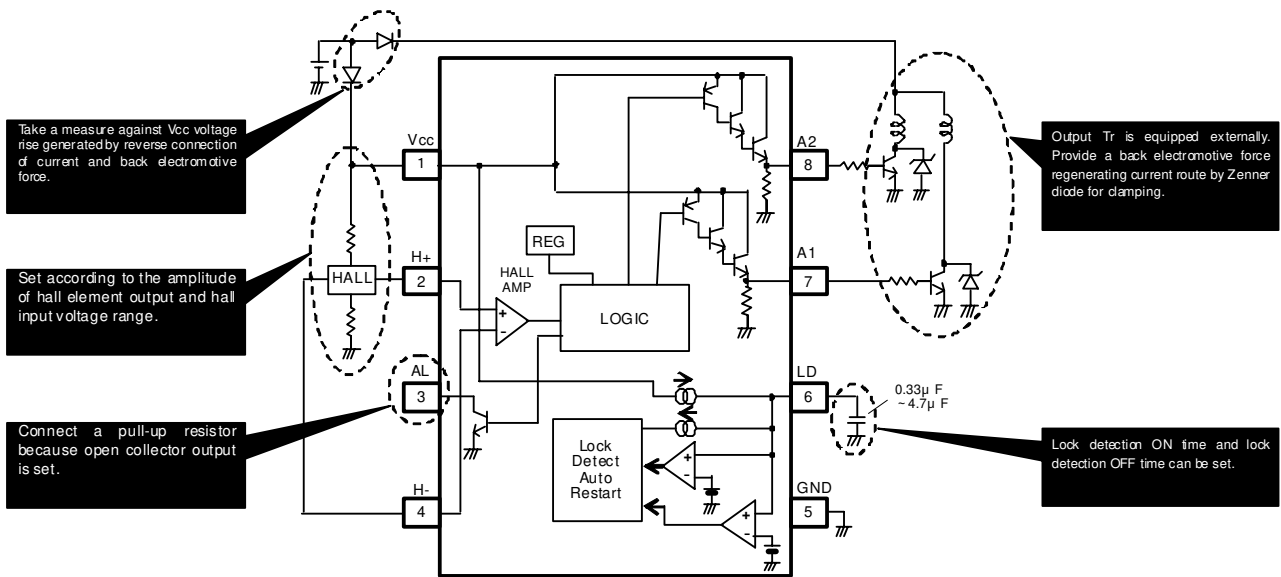 Take a measure against Vcc voltage
rise generated by reverse connection
of current and back electromotive
force.
Set according to the amplitude
of hall element output and hall
input voltage range.
Connect a pull-up resistor
because open collector output
is set.
Vcc
1
H+
2
AL
3
H-
4
HALL
REG
HALL
AMP
+
-
LOGIC
Lock
Detect
Auto
Restart
+
-
+
-
A2
8
A1
7
LD
6
GND
5
0.33µ F
~ 4.7µ F
Output Tr is equipped externally.
Provide a back electromotive force
regenerating current route by Zenner
diode for clamping.
Lock detection ON time and lock
detection OFF time can be set.